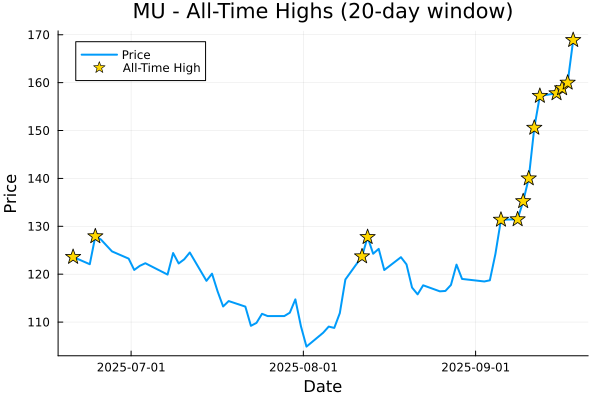 MU - All-Time Highs (20-day window)
Price
All-Time High
170
160
150
140
130
120
110
Price
2025-07-01
2025-08-01
2025-09-01
Date